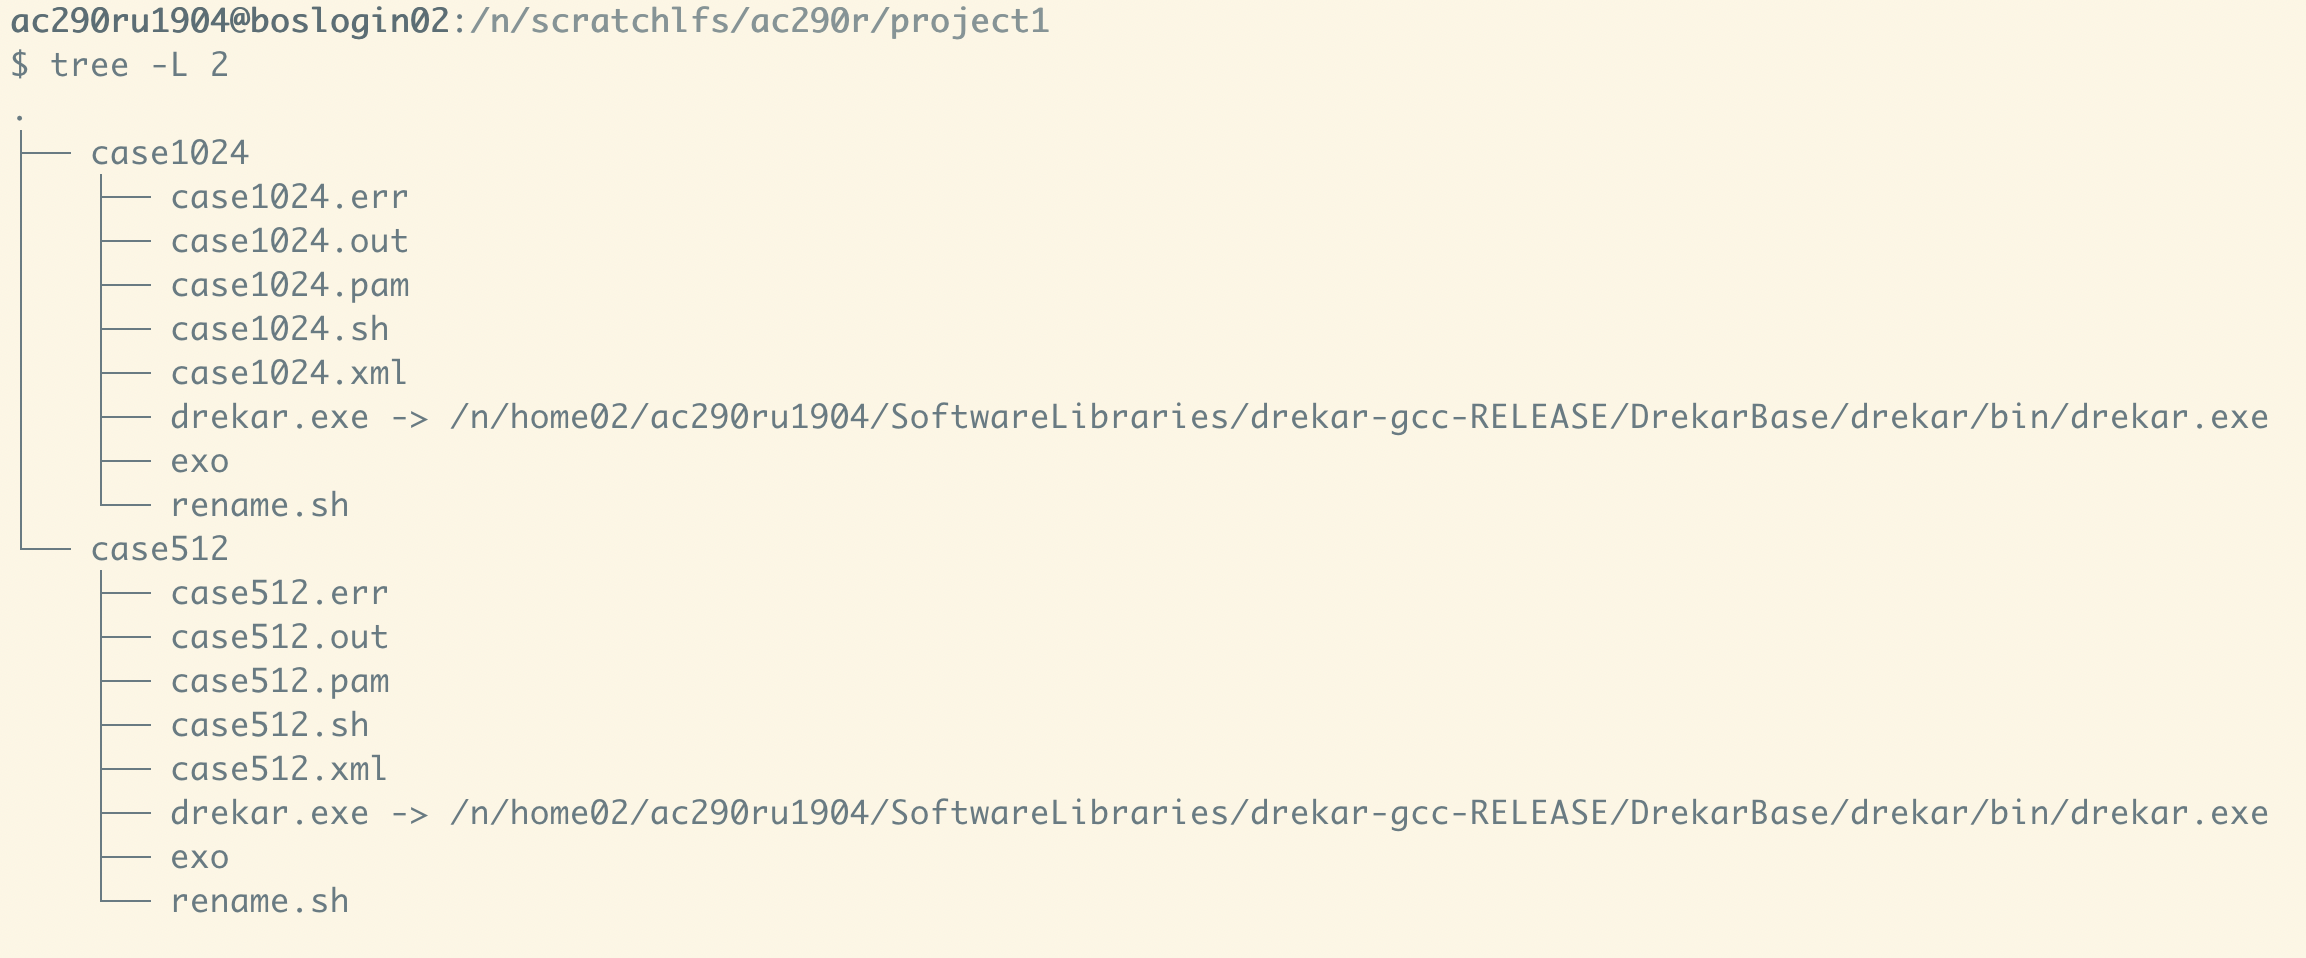 ac290ru1904@boslogin02:/n/scratchlfs/ac290r/project1
$ tree -L 2
.
├── case1024
│   ├── case1024.err
│   ├── case1024.out
│   ├── case1024.pam
│   ├── case1024.sh
│   ├── case1024.xml
│   ├── drekar.exe -> /n/home02/ac290ru1904/SoftwareLibraries/drekar-gcc-RELEASE/DrekarBase/drekar/bin/drekar.exe
│   ├── exo
│   └── rename.sh
└── case512
    ├── case512.err
    ├── case512.out
    ├── case512.pam
    ├── case512.sh
    ├── case512.xml
    ├── drekar.exe -> /n/home02/ac290ru1904/SoftwareLibraries/drekar-gcc-RELEASE/DrekarBase/drekar/bin/drekar.exe
    ├── exo
    └── rename.sh